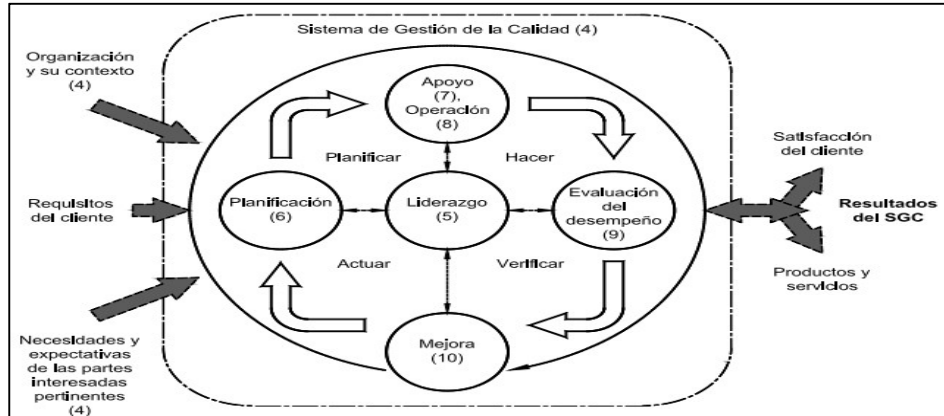 Sistema de Gestión de la Calidad (4)
Organización
y su contexto
(4)
Requisitos
del cliente
Necesidades y
expectativas
de las partes
interesadas
pertinentes
(4)
Apoyo
(7),
Operación
(8)
Planificar
Hacer
Planificación
(6)
Liderazgo
(5)
Evaluación
del
desempeño
(9)
Actuar
Verificar
Mejora
(10)
Satisfacción
del cliente
Resultados
del SGC
Productos y
servicios